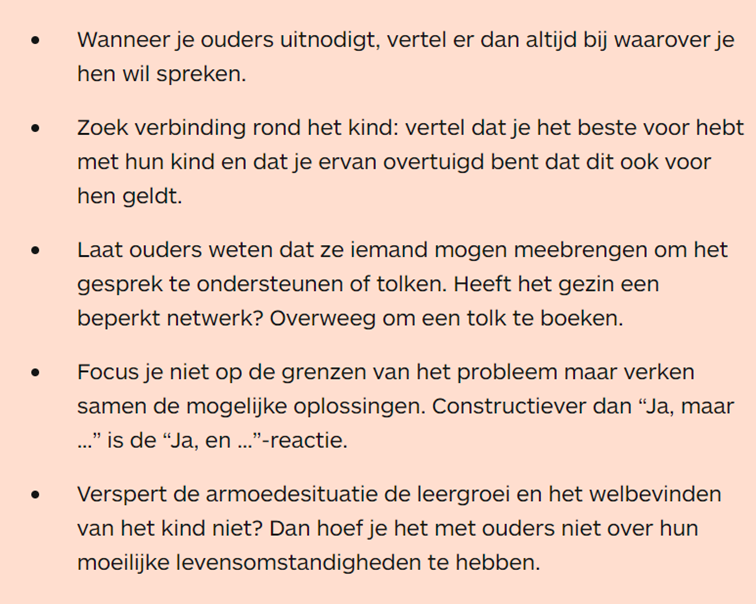 • Wanneer je ouders uitnodigt, vertel er dan altijd bij waarover je
hen wil spreken.
• Zoek verbinding rond het kind: vertel dat je het beste voor hebt
met hun kind en dat je ervan overtuigd bent dat dit ook voor
hen geldt.
• Laat ouders weten dat ze iemand mogen meebrengen om het
gesprek te ondersteunen of tolken. Heeft het gezin een
beperkt netwerk? Overweeg om een tolk te boeken.
• Focus je niet op de grenzen van het probleem maar verken
samen de mogelijke oplossingen. Constructiever dan “Ja, maar
...” is de “Ja, en ...”-reactie.
• Verspert de armoedesituatie de leergroei en het welbevinden
van het kind niet? Dan hoef je het met ouders niet over hun
moeilijke levensomstandigheden te hebben.